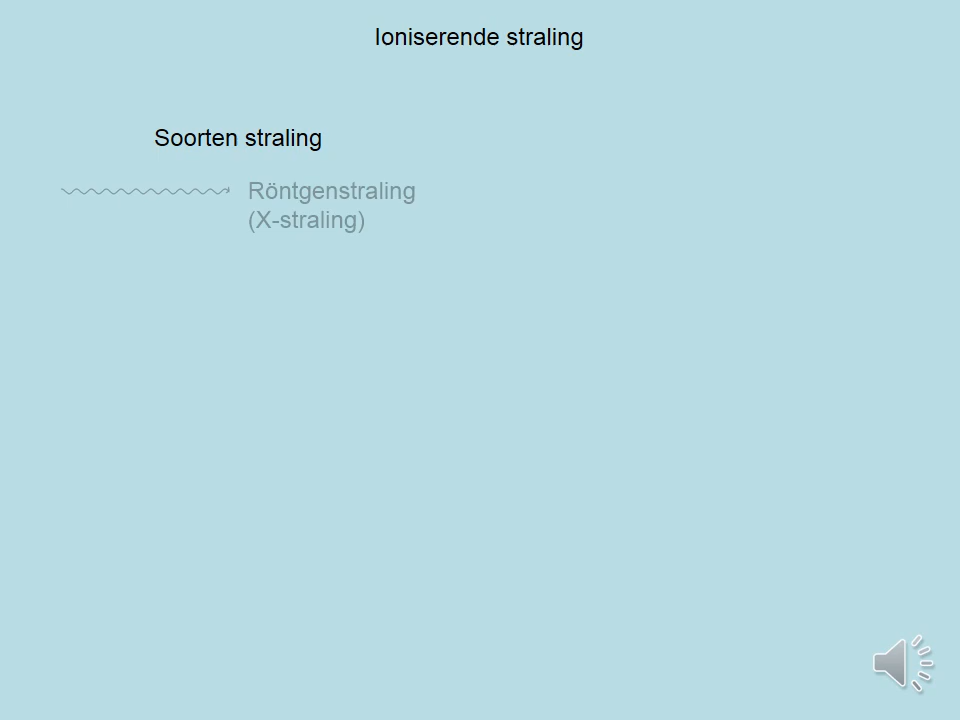 Ioniserende straling
Soorten straling
Röntgenstraling
(X-straling)